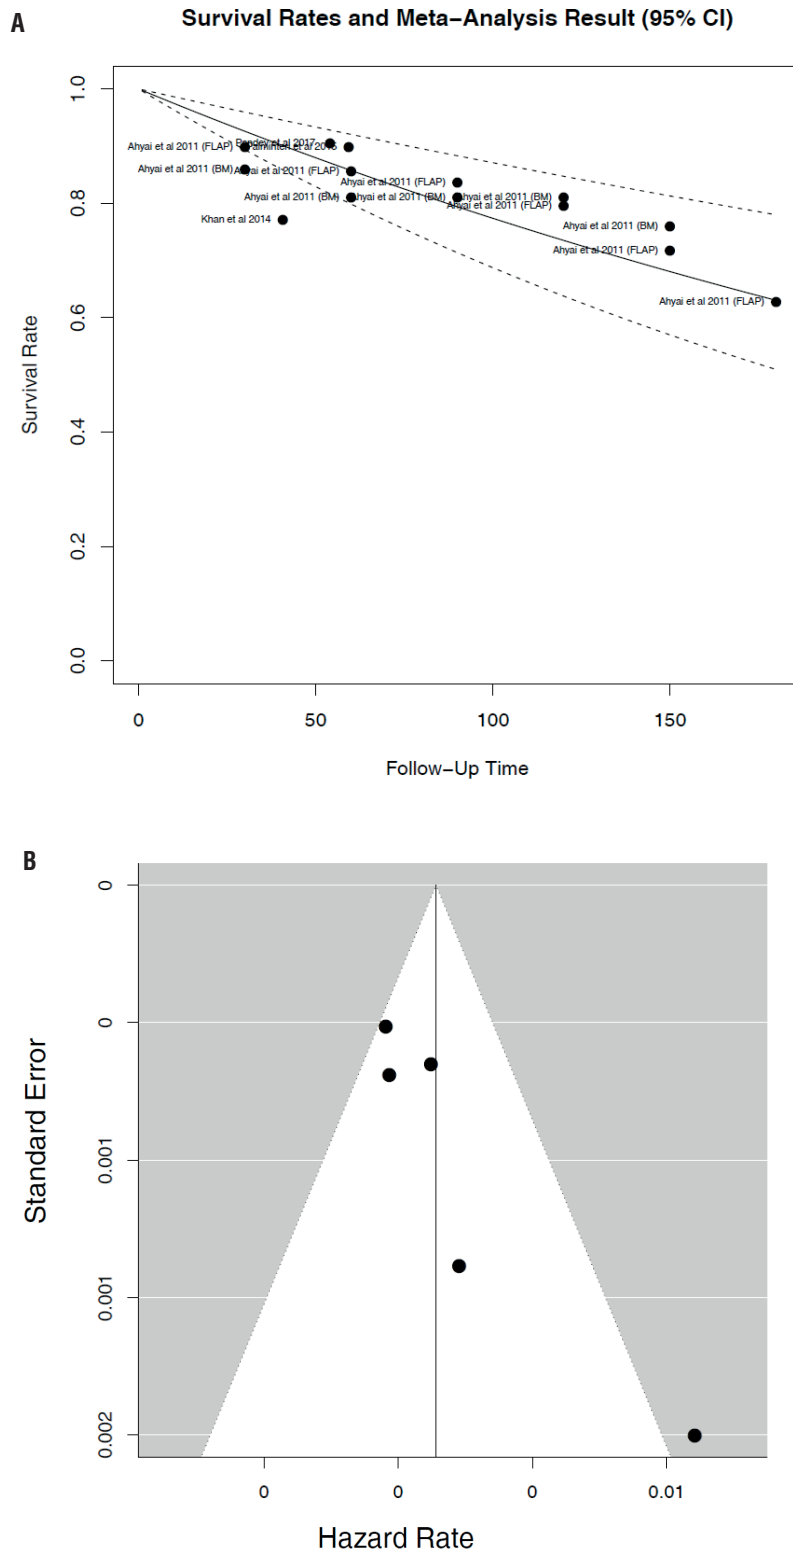 A
Survival Rates and Meta−Analysis Result (95% CI)
1.0
0.8
0.6
0.4
0.2
0.0
Survival Rate
Ahyai et al 2011 (FLAP)
Pandey et al 2017
Ahyai et al 2011 (BM)
Ahyai et al 2011 (FLAP)
Ahyai et al 2011 (FLAP)
Ahyai et al 2011 (BM)
Ahyai et al 2011 (BM)
Ahyai et al 2011 (BM)
Ahyai et al 2011 (FLAP)
Khan et al 2014
Ahyai et al 2011 (BM)
Ahyai et al 2011 (FLAP)
Ahyai et al 2011 (FLAP)
0
50
100
150
Follow−Up Time
B
0
0
0.001
0.001
0.002
Standard Error
0
0
0
0.01
Hazard Rate